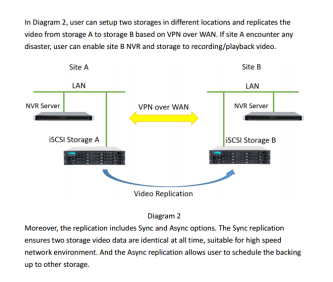 In Diagram 2, user can setup two storages in different locations and replicates the
video from storage A to storage B based on VPN over WAN. If site A encounter any
disaster, user can enable site B NVR and storage to recording/playback video.
Site A
Site B
LAN
LAN
NVR Server
VPN over WAN
NVR Server
iSCSI Storage A
iSCSI Storage B
Video Replication
Diagram 2
Moreover, the replication includes Sync and Async options. The Sync replication
ensures two storage video data are identical at all time, suitable for high speed
network environment. And the Async replication allows user to schedule the backing
up to other storage.